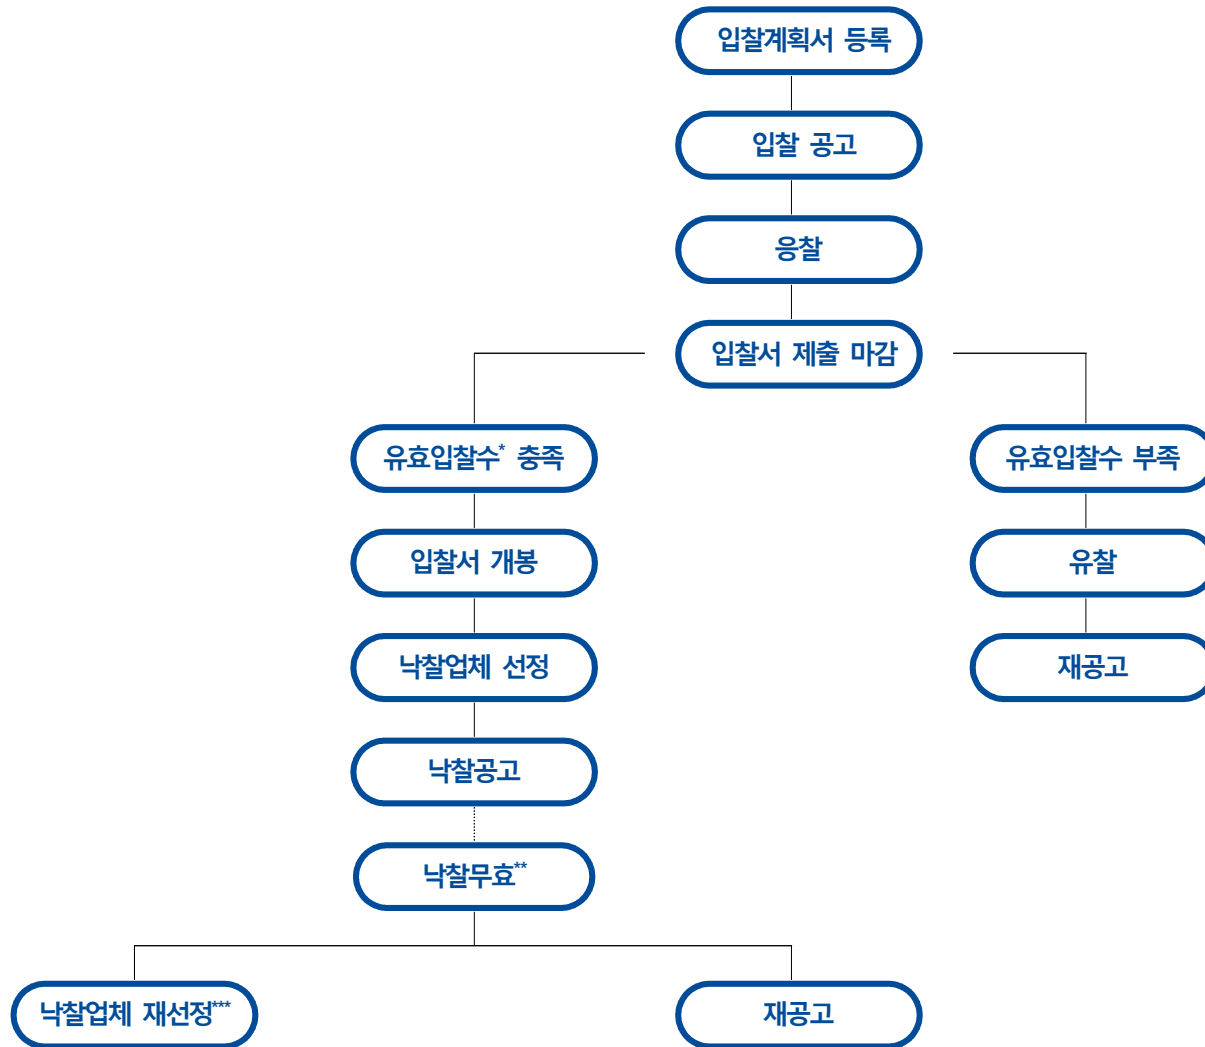 입찰계획서 등록
입찰 공고
응찰
입찰서 제출 마감
유효입찰수* 충족
유효입찰수 부족
입찰서 개봉
유찰
낙찰업체 선정
재공고
낙찰공고
낙찰무효**
낙찰업체 재선정***
재공고